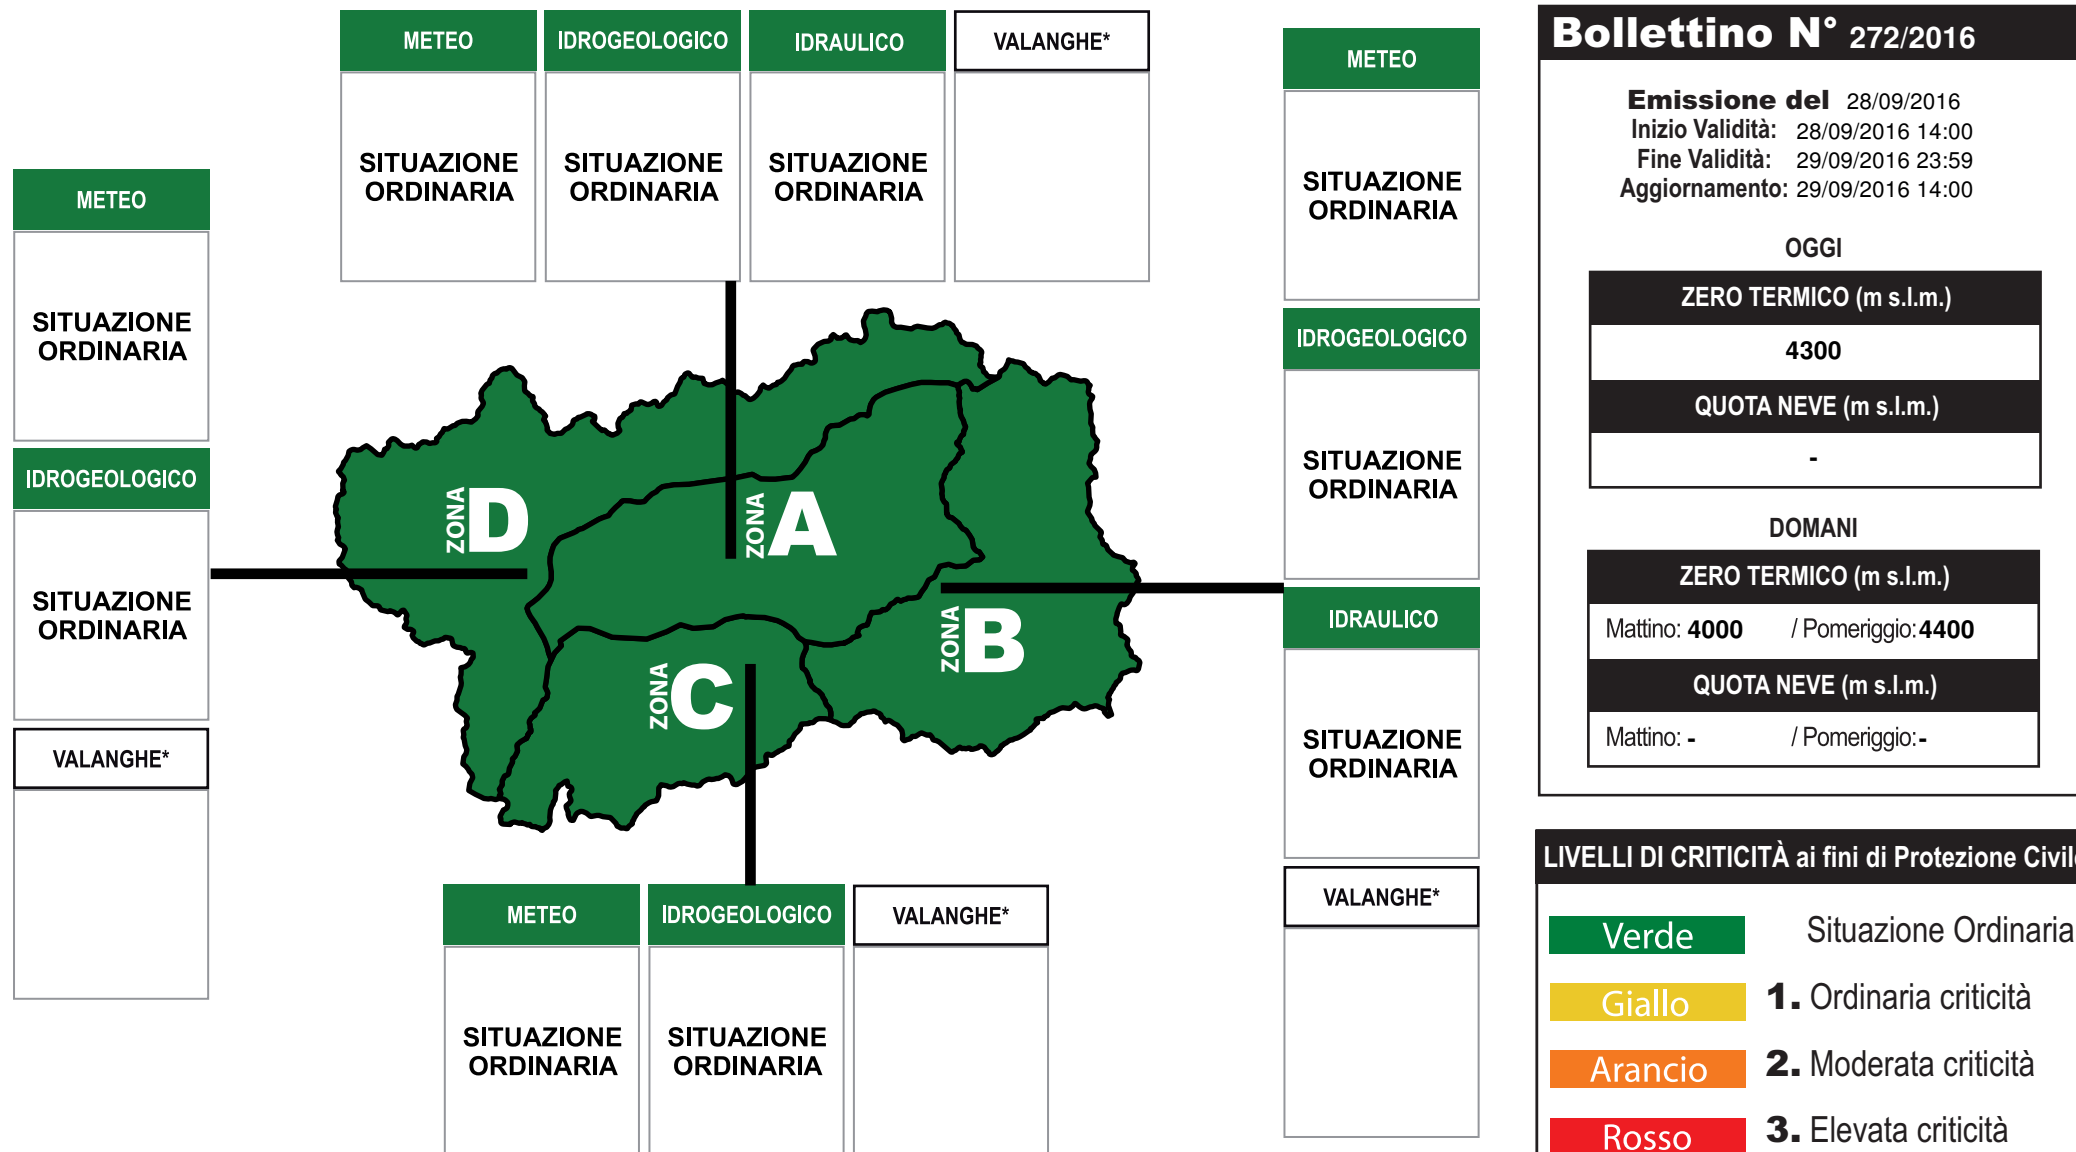 METEO IDROGEOLOGICO IDRAULICO VALANGHE*
SITUAZIONE ORDINARIA SITUAZIONE ORDINARIA SITUAZIONE ORDINARIA
METEO
SITUAZIONE
ORDINARIA
IDROGEOLOGICO
SITUAZIONE
ORDINARIA
VALANGHE*
ZONA D
ZONA A
ZONA B
ZONA C
METEO IDROGEOLOGICO VALANGHE*
SITUAZIONE ORDINARIA SITUAZIONE ORDINARIA
METEO
SITUAZIONE
ORDINARIA
IDROGEOLOGICO
SITUAZIONE
ORDINARIA
IDRAULICO
SITUAZIONE
ORDINARIA
VALANGHE*
Bollettino N° 272/2016
Emissione del 28/09/2016
Inizio Validità: 28/09/2016 14:00
Fine Validità: 29/09/2016 23:59
Aggiornamento: 29/09/2016 14:00
OGGI
ZERO TERMICO (m s.l.m.)
4300
QUOTA NEVE (m s.l.m.)
-
DOMANI
ZERO TERMICO (m s.l.m.)
Mattino: 4000 / Pomeriggio: 4400
QUOTA NEVE (m s.l.m.)
Mattino: - / Pomeriggio: -
LIVELLI DI CRITICITÀ ai fini di Protezione Civile
Verde Situazione Ordinaria
Giallo 1. Ordinaria criticità
Arancio 2. Moderata criticità
Rosso 3. Elevata criticità